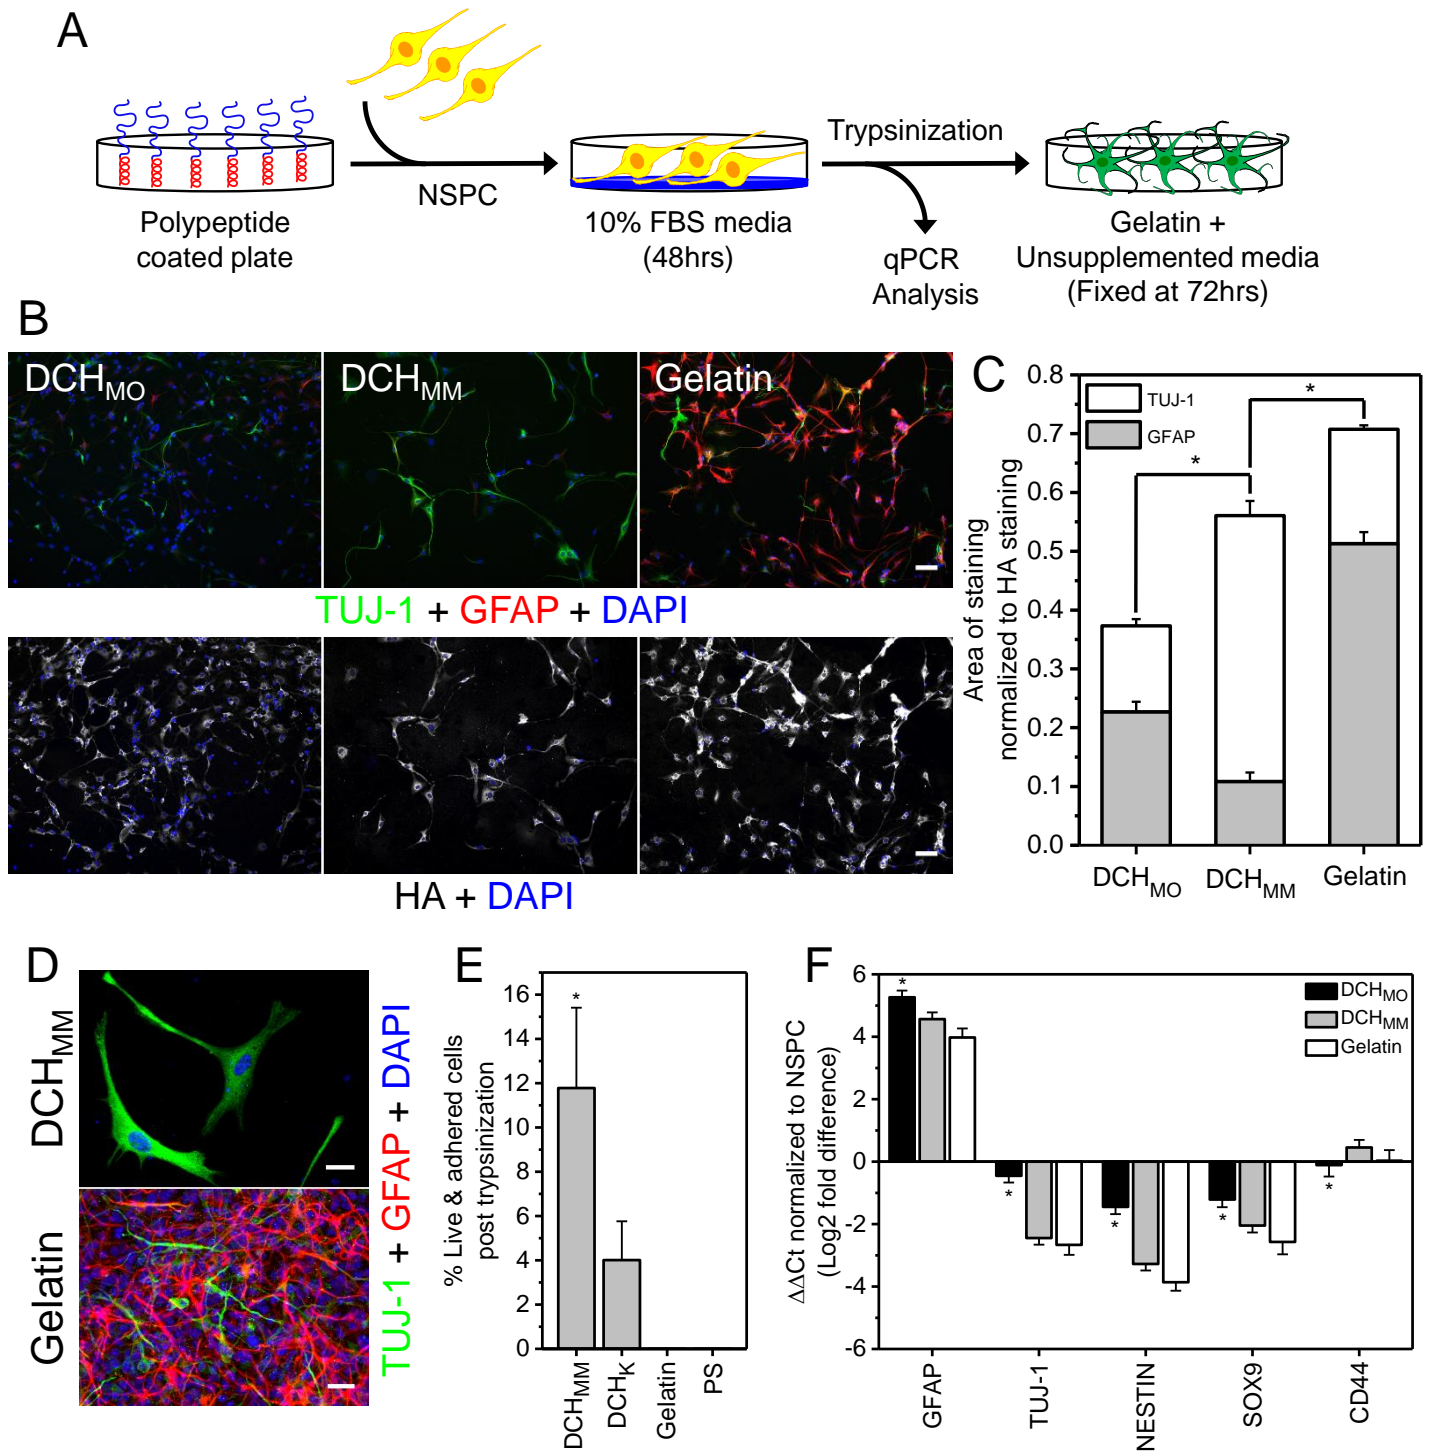 A
Polypeptide
coated plate
NSPC
10% FBS media
(48hrs)
Trypsinization
qPCR
Analysis
Gelatin +
Unsupplemented media
(Fixed at 72hrs)
B
DCHMO
DCHMM
Gelatin
TUJ-1 + GFAP + DAPI
HA + DAPI
C
Area of staining
normalized to HA staining
0.8
0.7
0.6
0.5
0.4
0.3
0.2
0.1
0.0
TUJ-1
GFAP
*
*
DCHMO
DCHMM
Gelatin
D
DCHMM
Gelatin
TUJ-1 + GFAP + DAPI
E
% Live & adhered cells
post trypsinization
16
14
12
10
8
6
4
2
0
*
DCHMM
DCHK
Gelatin
PS
F
ΔΔCt normalized to NSPC
(Log2 fold difference)
6
4
2
0
-2
-4
-6
DCHMO
DCHMM
Gelatin
*
*
*
*
*
GFAP
TUJ-1
NESTIN
SOX9
CD44